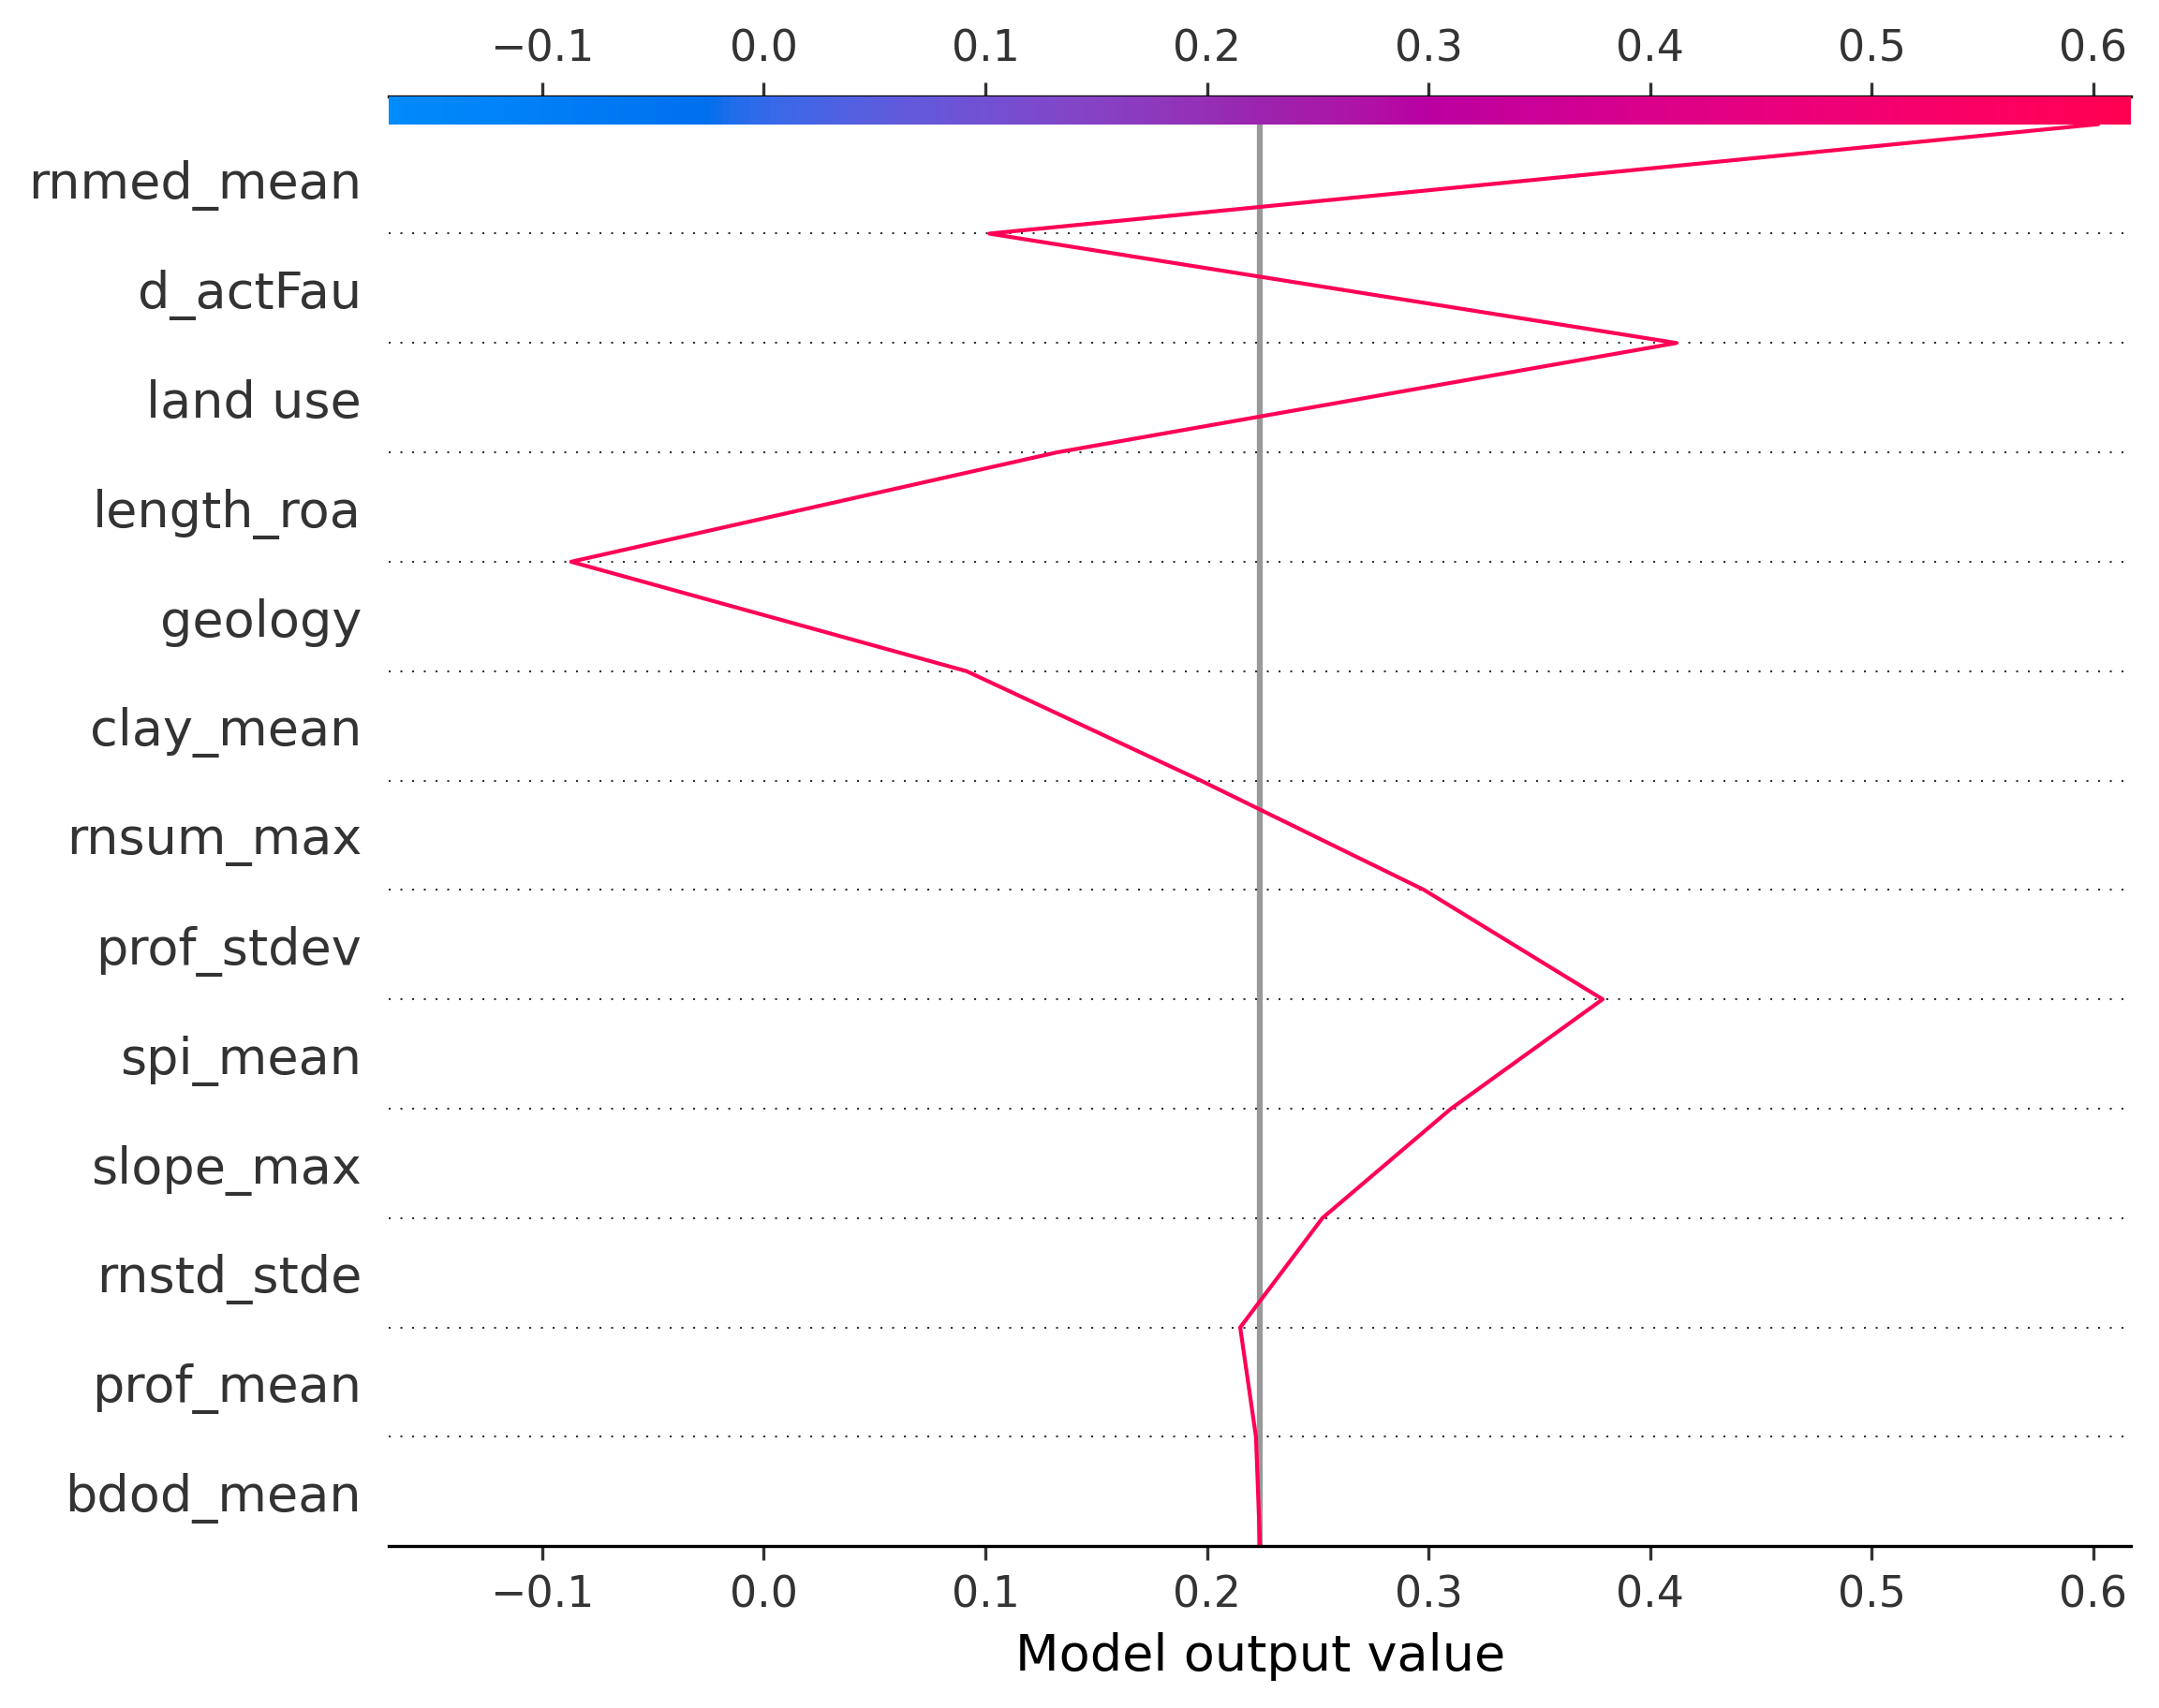 −0.1 0.0 0.1 0.2 0.3 0.4 0.5 0.6
rnmed_mean
d_actFau
land use
length_roa
geology
clay_mean
rnsum_max
prof_stdev
spi_mean
slope_max
rnstd_stde
prof_mean
bdod_mean
−0.1 0.0 0.1 0.2 0.3 0.4 0.5 0.6
Model output value